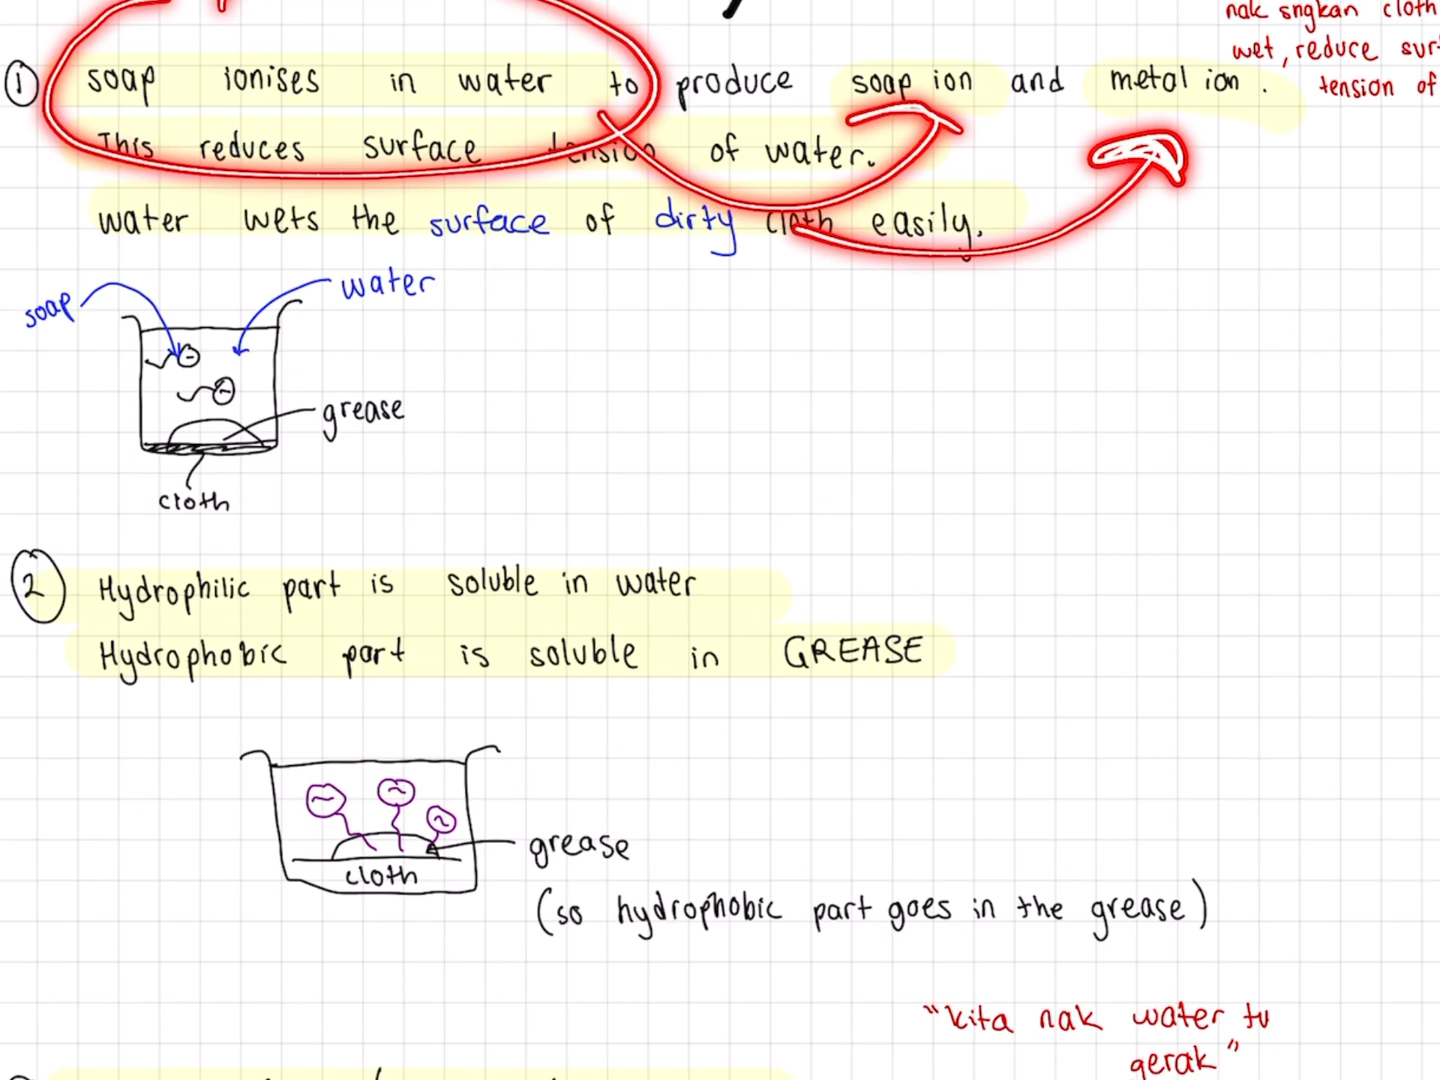 nak sngkan cloth
wet, reduce sur
tension of
① soap ionises in water to produce soap ion and metal ion.
This reduces surface tension of water.
water wets the surface of dirty cloth easily.
soap
water
grease
cloth
② Hydrophilic part is soluble in water
Hydrophobic part is soluble in GREASE
grease
cloth
(so hydrophobic part goes in the grease)
"kita nak water tu
gerak"